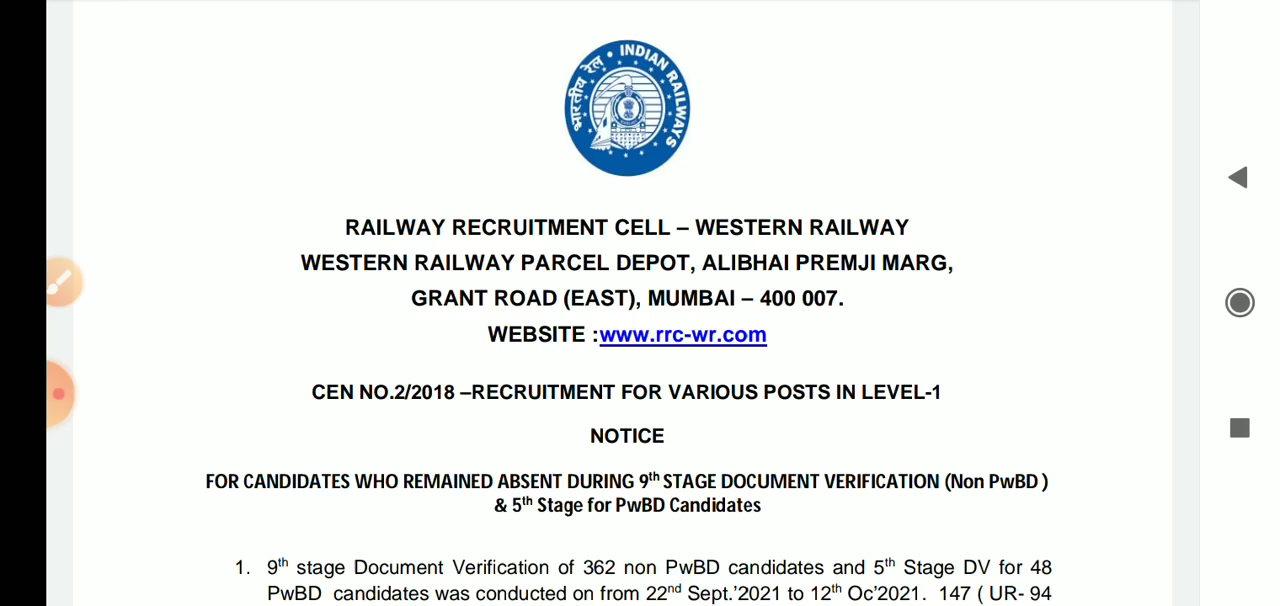 भारतीय रेल • INDIAN RAILWAYS
RAILWAY RECRUITMENT CELL – WESTERN RAILWAY
WESTERN RAILWAY PARCEL DEPOT, ALIBHAI PREMJI MARG,
GRANT ROAD (EAST), MUMBAI – 400 007.
WEBSITE :www.rrc-wr.com
CEN NO.2/2018 –RECRUITMENT FOR VARIOUS POSTS IN LEVEL-1
NOTICE
FOR CANDIDATES WHO REMAINED ABSENT DURING 9th STAGE DOCUMENT VERIFICATION (Non PwBD )
& 5th Stage for PwBD Candidates
1. 9th stage Document Verification of 362 non PwBD candidates and 5th Stage DV for 48
PwBD candidates was conducted on from 22nd Sept.'2021 to 12th Oc'2021. 147 ( UR- 94